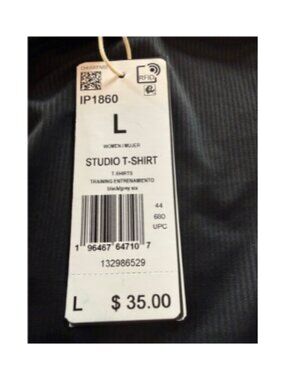 RFID
IP1860
L
WOMEN / MUJER
STUDIO T-SHIRT
T-SHIRTS
TRAINING/ENTRENAMIENTO
black/grey six
44
680
UPC
1 96467 64710 7
132986529
L $ 35.00